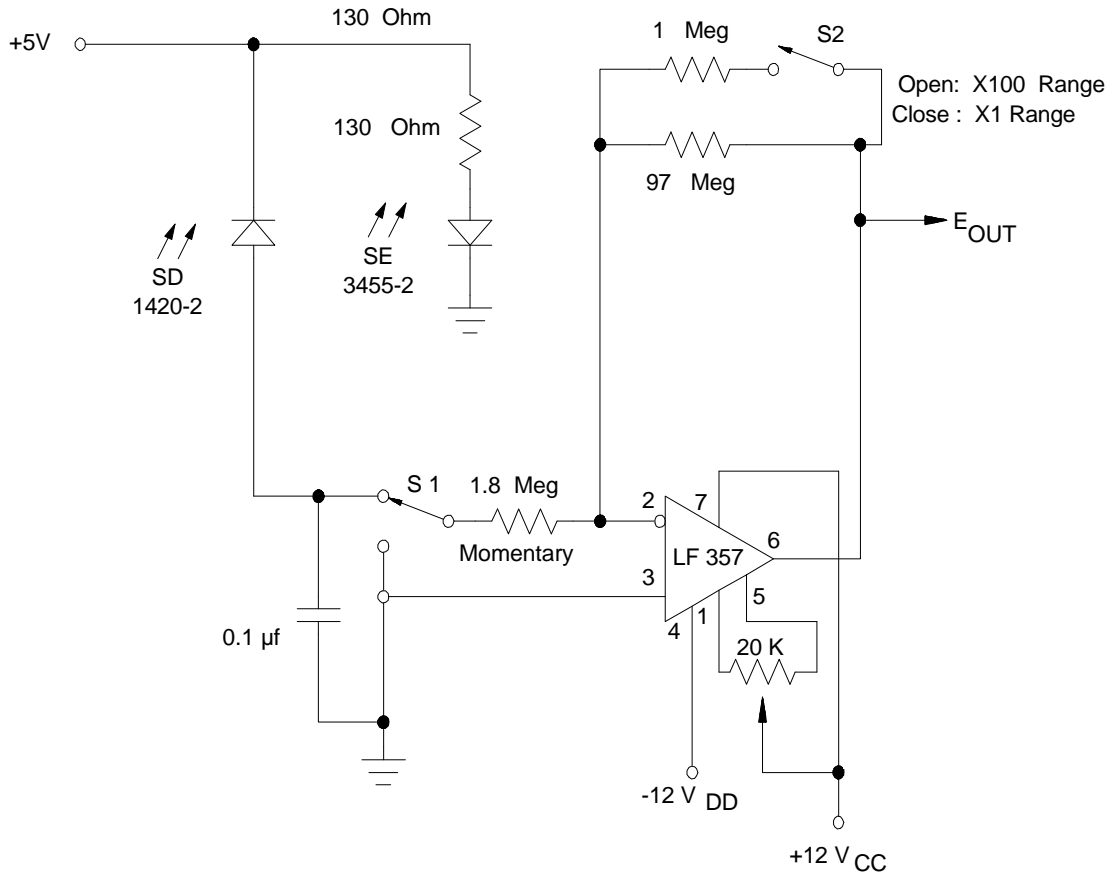 130 Ohm
+5V
1 Meg
S2
Open: X100 Range
Close : X1 Range
130 Ohm
97 Meg
E OUT
SD
1420-2
SE
3455-2
S 1
1.8 Meg
Momentary
2
7
LF 357
6
3
5
4
1
20 K
0.1 µf
-12 V DD
+12 V CC